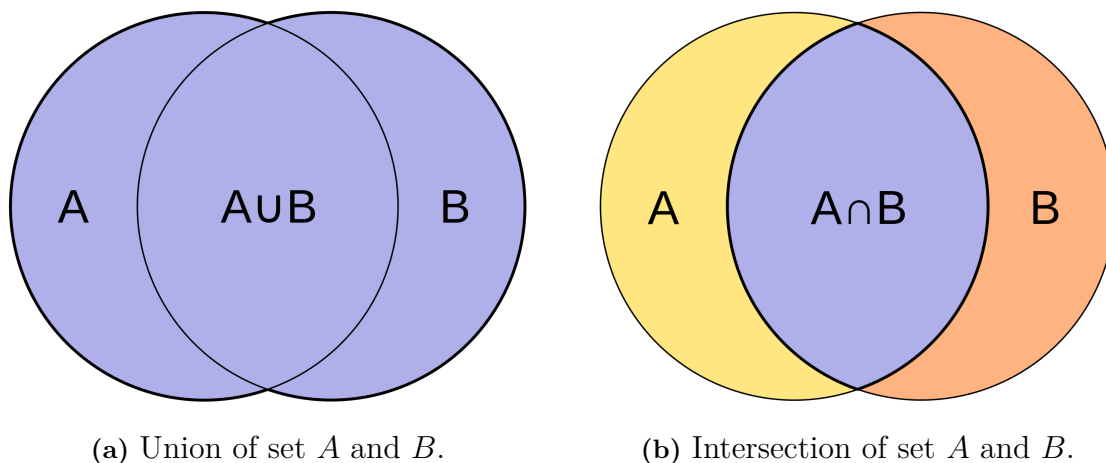 A A∪B B
A A∩B B
(a) Union of set A and B.
(b) Intersection of set A and B.